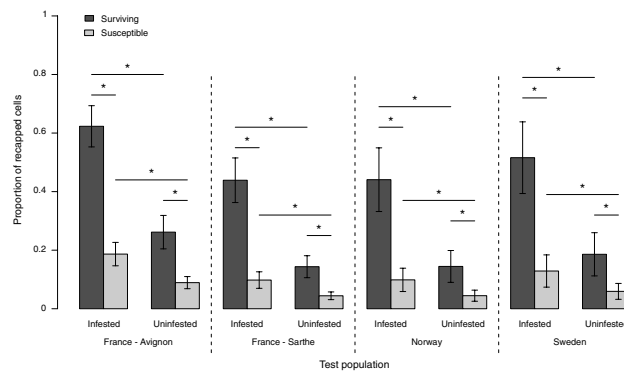 1
Surviving
Susceptible
0.8
0.6
0.4
0.2
0
Proportion of recapped cells
* * * *
* * * *
* * * *
* * * *
Infested Uninfested Infested Uninfested Infested Uninfested Infested Uninfested
France - Avignon France - Sarthe Norway Sweden
Test population